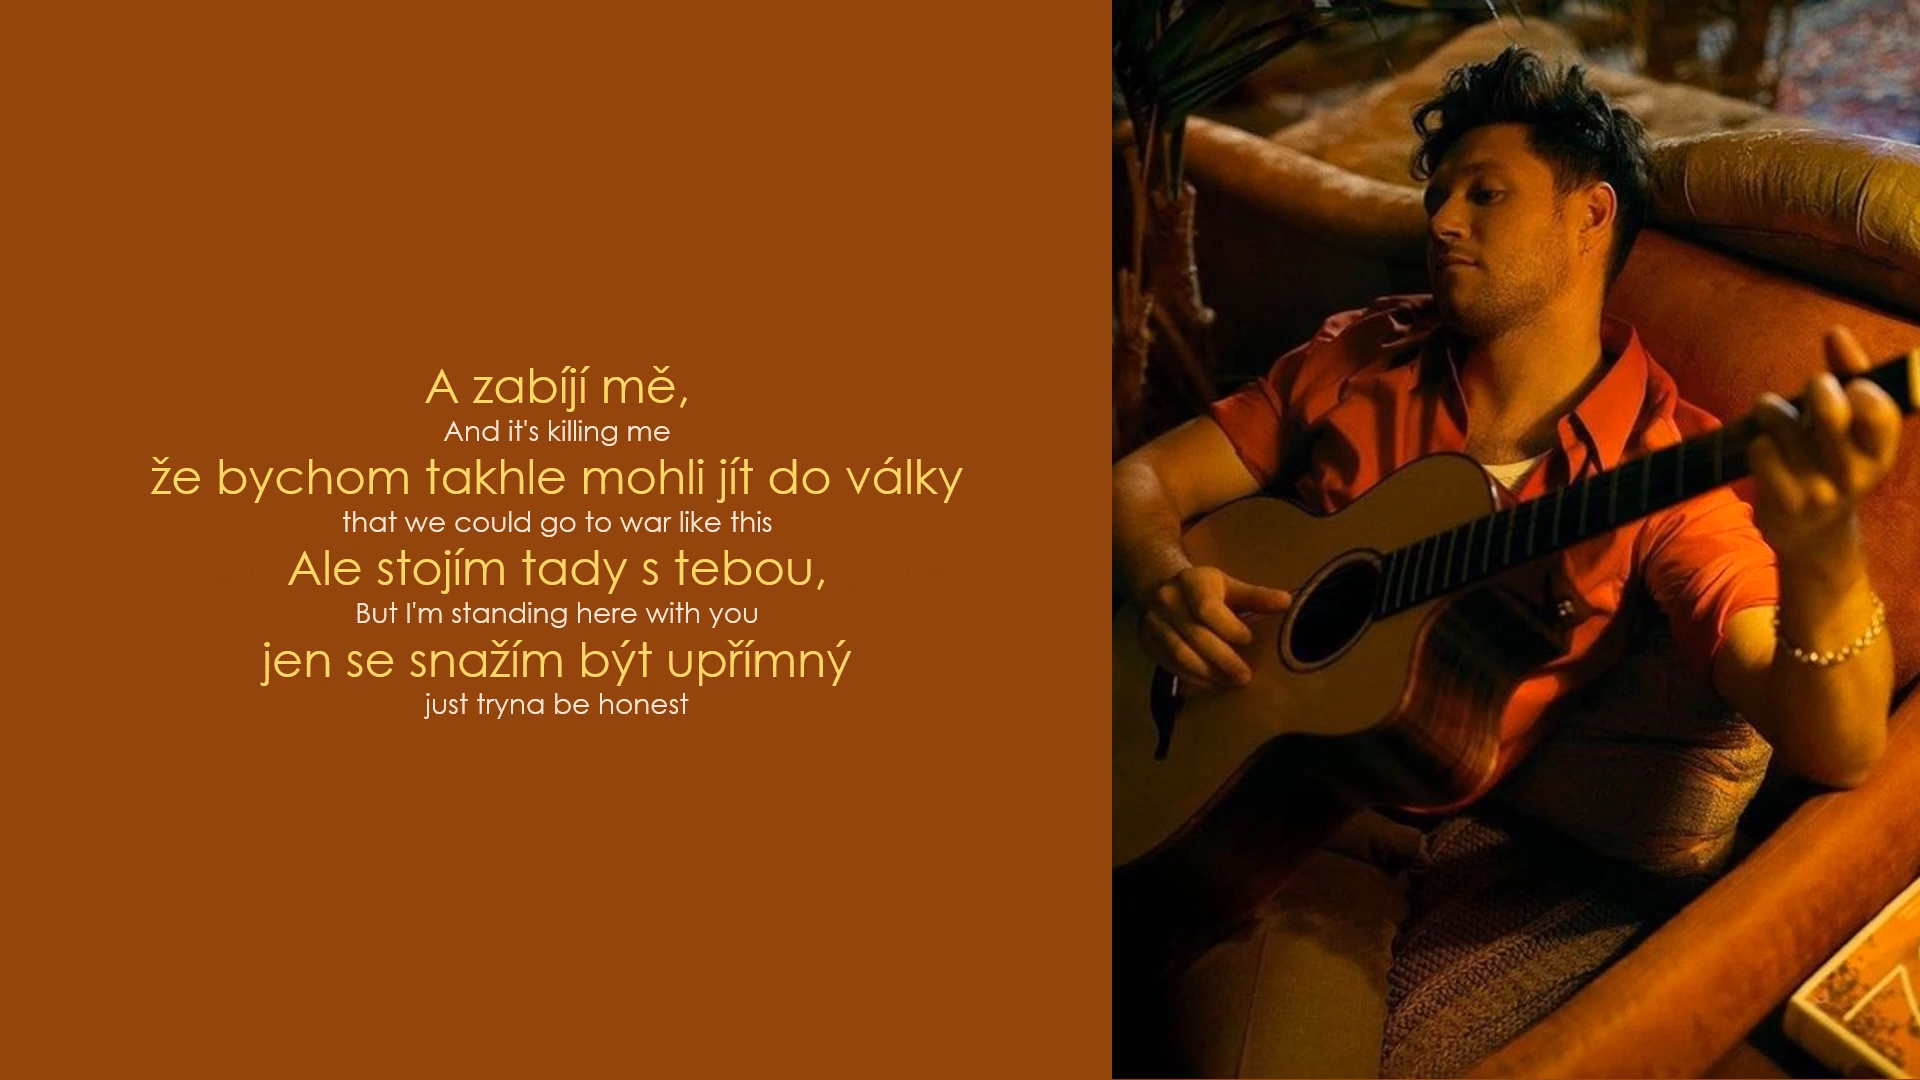 A zabíjí mě,
And it's killing me
že bychom takhle mohli jít do války
that we could go to war like this
Ale stojím tady s tebou,
But I'm standing here with you
jen se snažím být upřímný
just tryna be honest